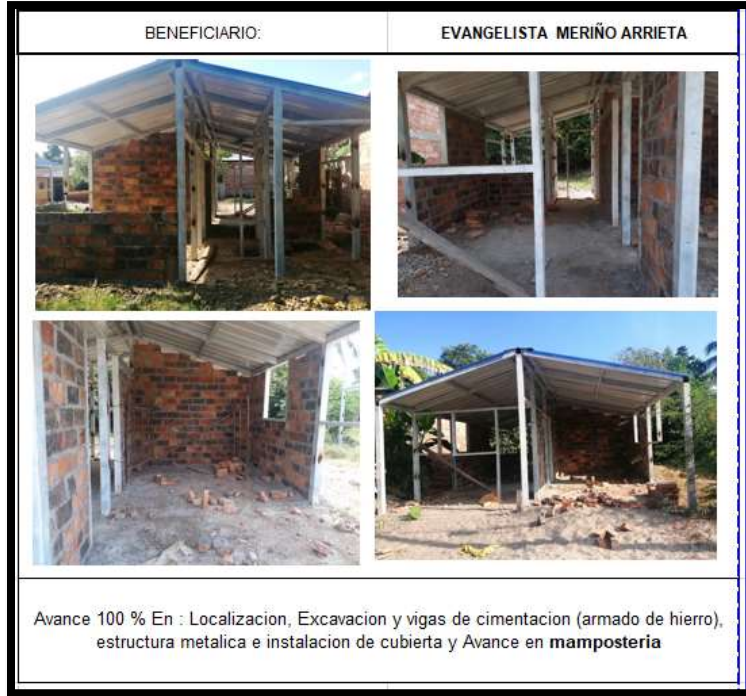 BENEFICIARIO:
EVANGELISTA MERIÑO ARRIETA
Avance 100 % En : Localizacion, Excavacion y vigas de cimentacion (armado de hierro),
estructura metalica e instalacion de cubierta y Avance en mamposteria